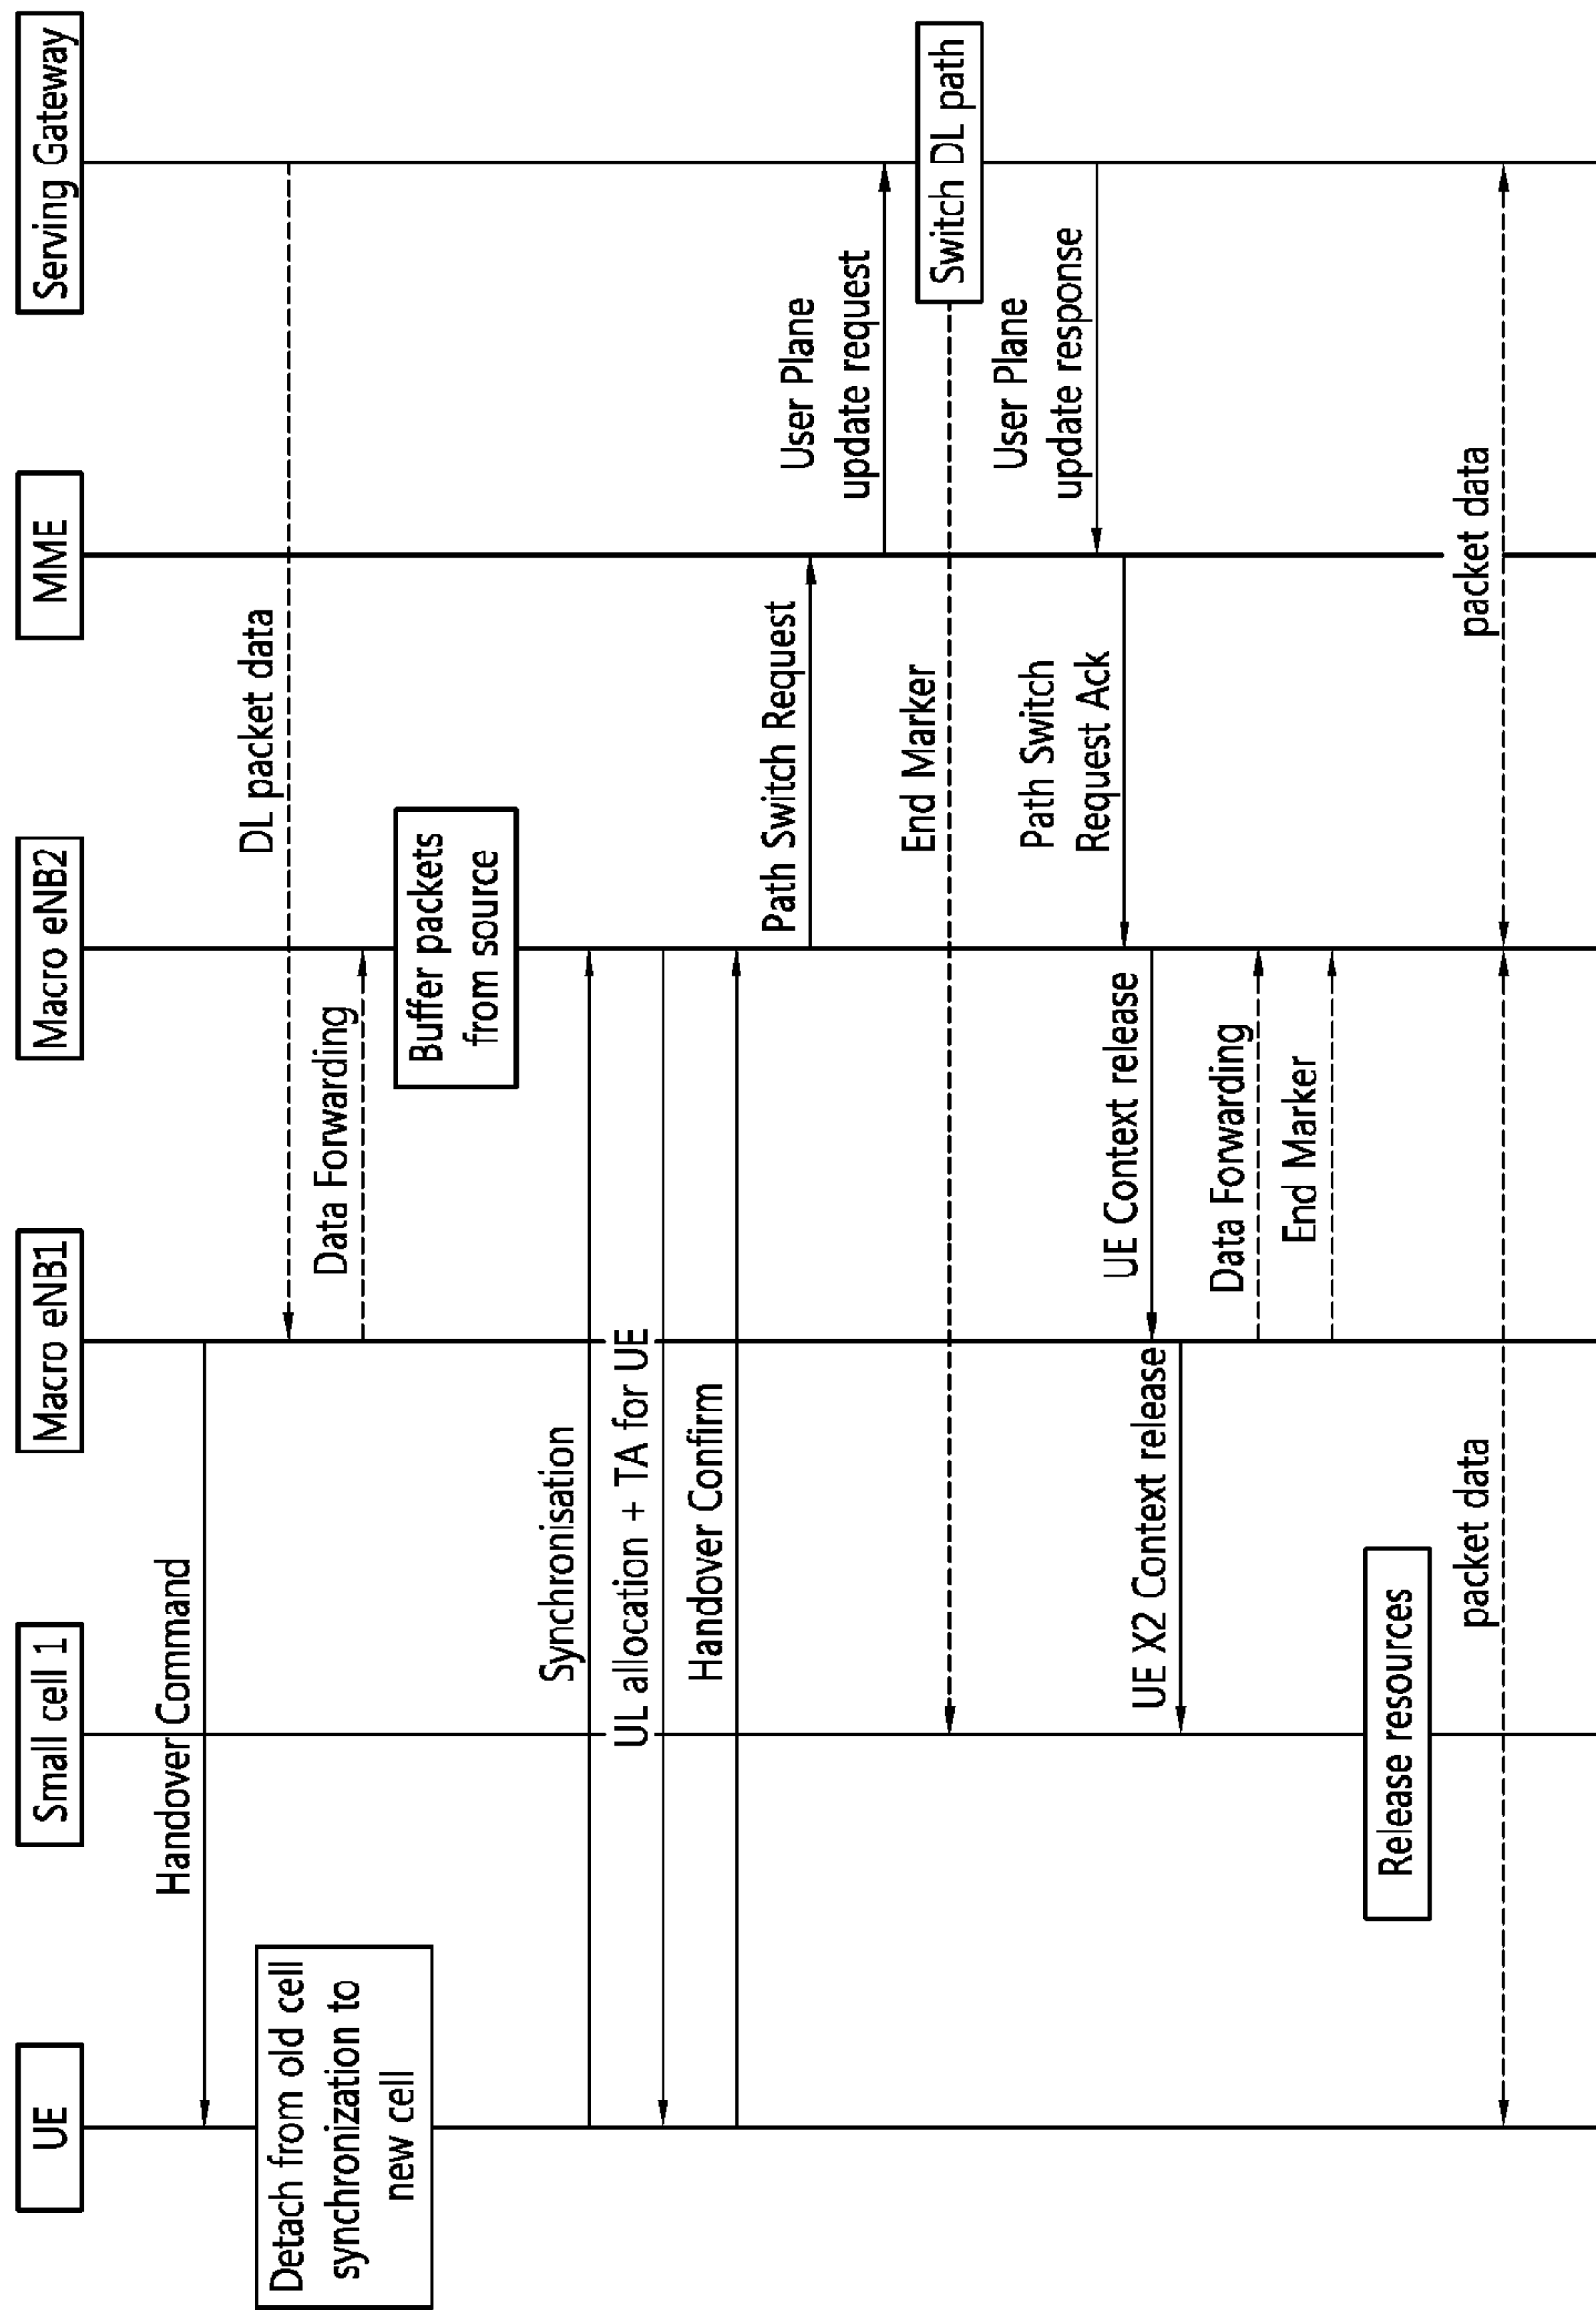 UE
Small cell 1
Macro eNB1
Macro eNB2
MME
Serving Gateway
Handover Command
DL packet data
Detach from old cell
synchronization to
new cell
Data Forwarding
Buffer packets
from source
Synchronisation
UL allocation + TA for UE
Handover Confirm
Path Switch Request
User Plane
update request
End Marker
Switch DL path
User Plane
update response
Path Switch
Request Ack
UE Context release
UE X2 Context release
Data Forwarding
End Marker
Release resources
packet data
packet data